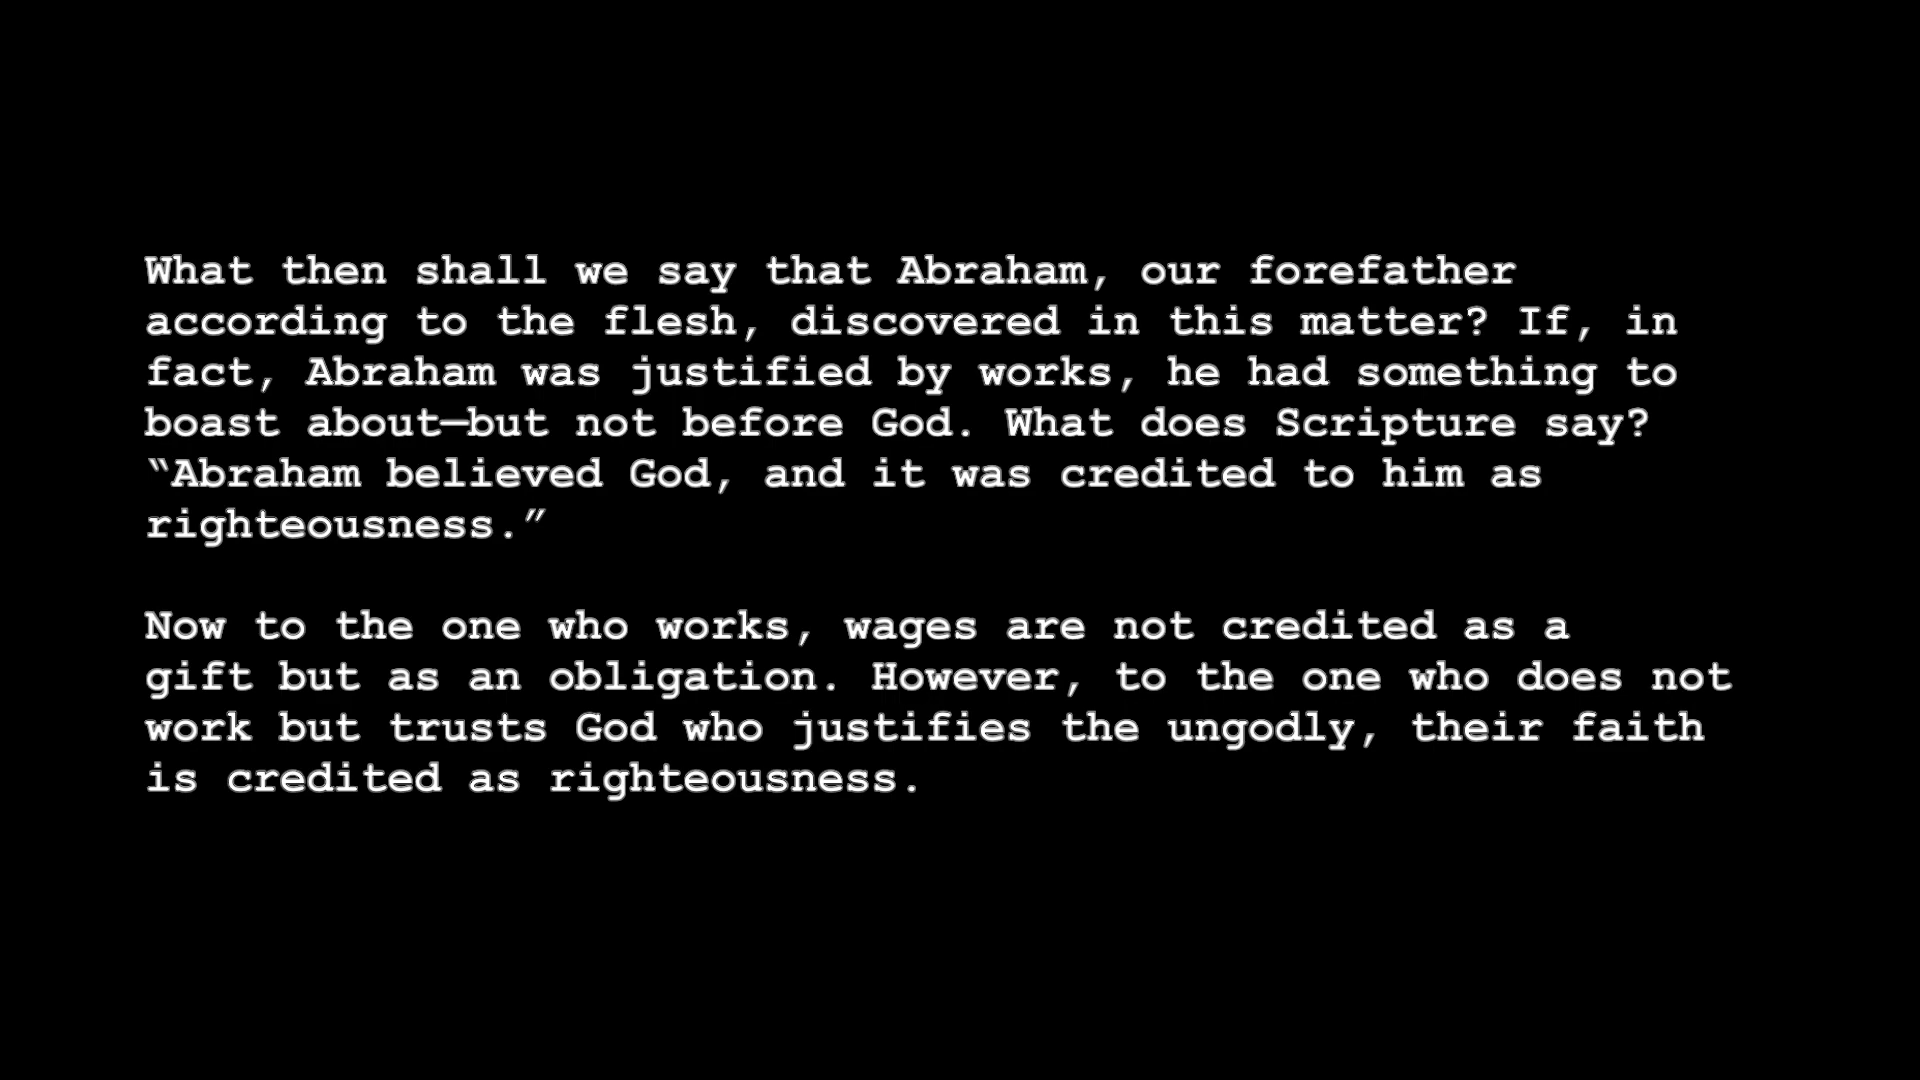 What then shall we say that Abraham, our forefather
according to the flesh, discovered in this matter? If, in
fact, Abraham was justified by works, he had something to
boast about—but not before God. What does Scripture say?
“Abraham believed God, and it was credited to him as
righteousness.”
Now to the one who works, wages are not credited as a
gift but as an obligation. However, to the one who does not
work but trusts God who justifies the ungodly, their faith
is credited as righteousness.